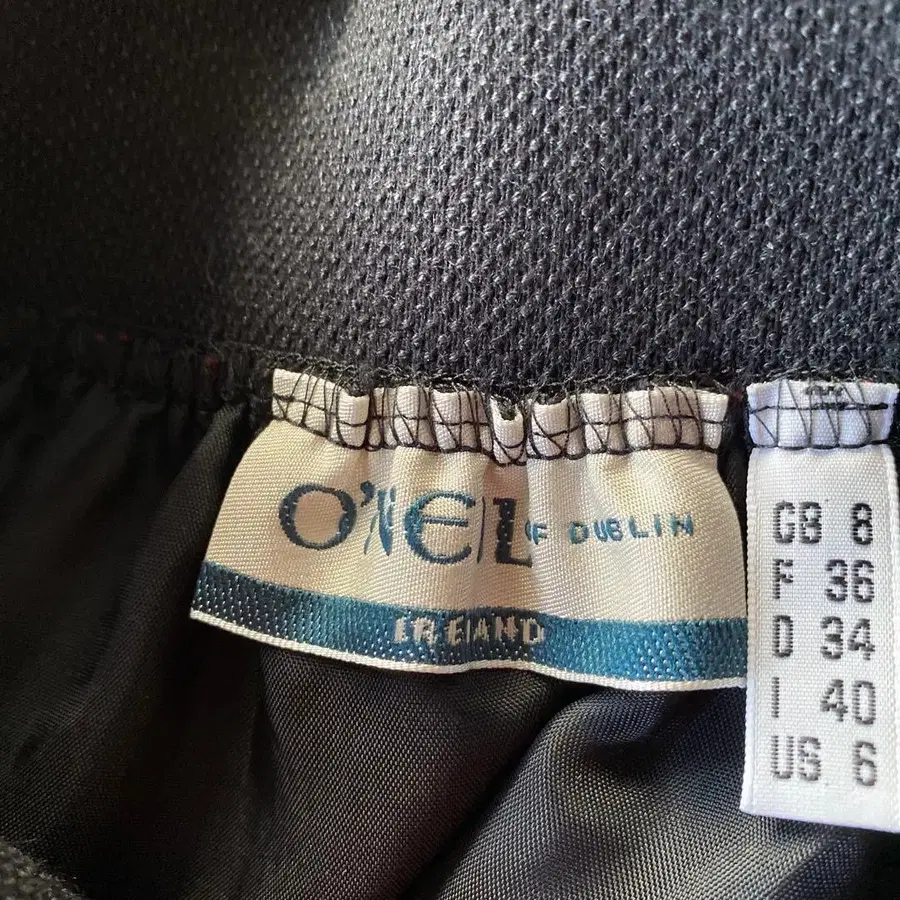 O'NEIL OF DUBLIN
IRELAND
GB 8
F 36
D 34
I 40
US 6